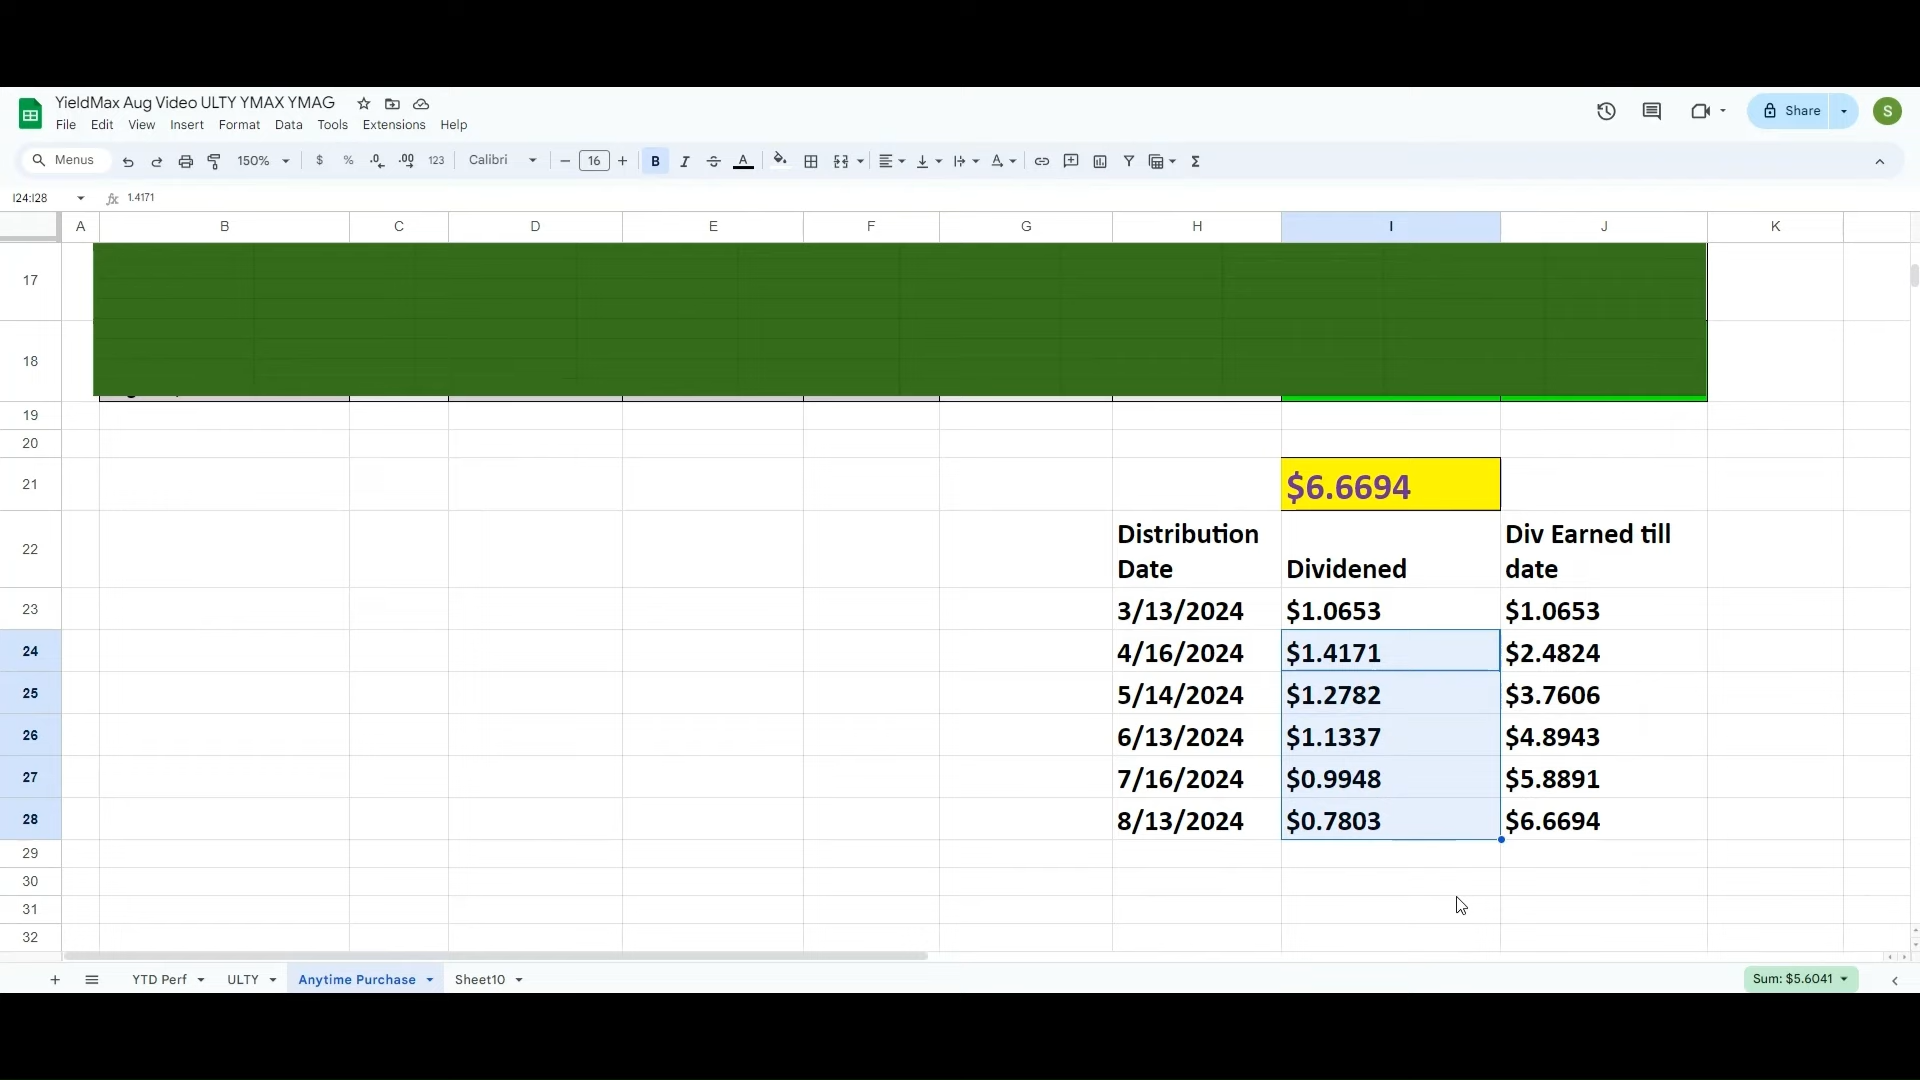 YieldMax Aug Video ULTY YMAX YMAG
File Edit View Insert Format Data Tools Extensions Help
Share
S
Menus 150% $ % .0 .00 123 Calibri 16 B I A
I24:I28 fx 1.4171
A B C D E F G H I J K
17
18
19
20
21 $6.6694
22 Distribution Date Dividened Div Earned till date
23 3/13/2024 $1.0653 $1.0653
24 4/16/2024 $1.4171 $2.4824
25 5/14/2024 $1.2782 $3.7606
26 6/13/2024 $1.1337 $4.8943
27 7/16/2024 $0.9948 $5.8891
28 8/13/2024 $0.7803 $6.6694
29
30
31
32
YTD Perf ULTY Anytime Purchase Sheet10 Sum: $5.6041